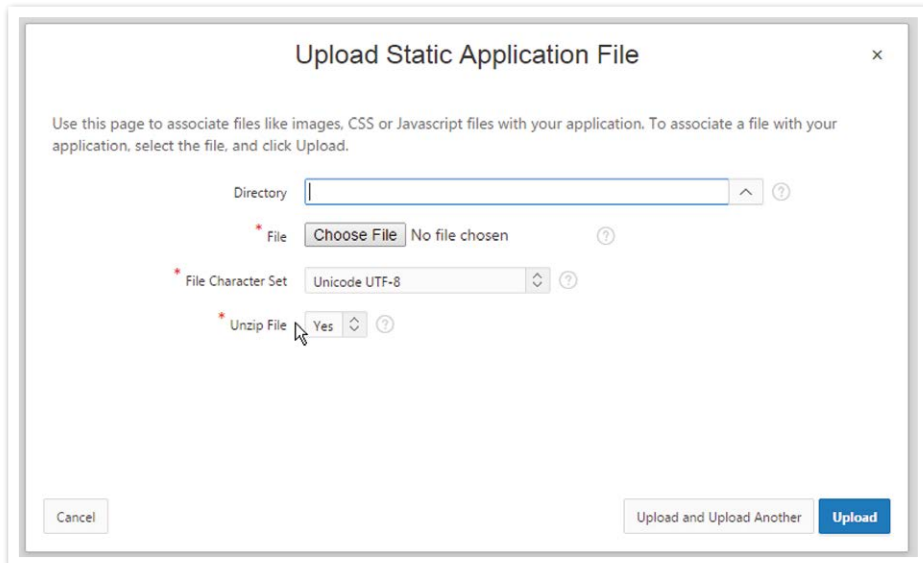 Upload Static Application File
×
Use this page to associate files like images, CSS or Javascript files with your application. To associate a file with your
application, select the file, and click Upload.
Directory ?
* File Choose File No file chosen ?
* File Character Set Unicode UTF-8 ?
* Unzip File Yes ?
Cancel Upload and Upload Another Upload